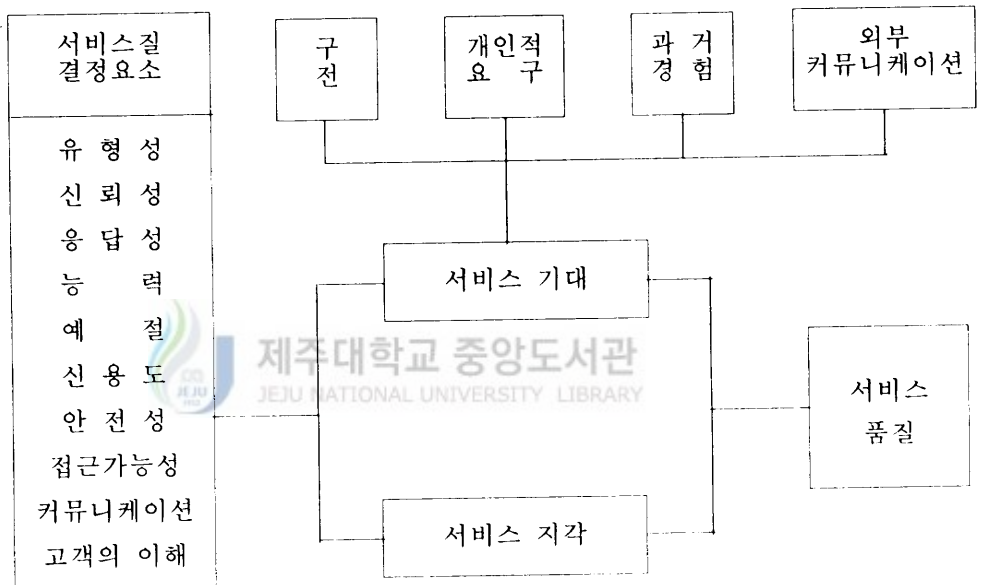 서비스질
결정요소
유 형 성
신 뢰 성
응 답 성
능 력
예 절
신 용 도
안 전 성
접근가능성
커뮤니케이션
고객의 이해
구
전
개인적
요 구
과 거
경 험
외부
커뮤니케이션
서비스 기대
제주대학교 중앙도서관
JEJU NATIONAL UNIVERSITY LIBRARY
서비스 지각
서비스
품질